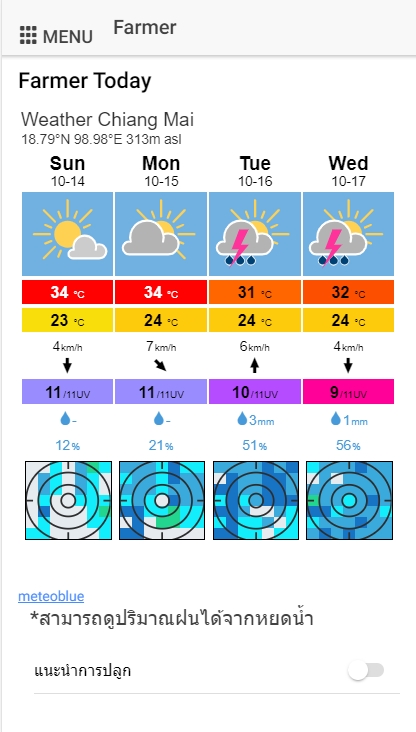 MENU Farmer
Farmer Today
Weather Chiang Mai
18.79°N 98.98°E 313m asl
Sun Mon Tue Wed
10-14 10-15 10-16 10-17
34 °C 34 °C 31 °C 32 °C
23 °C 24 °C 24 °C 24 °C
4km/h 7km/h 6km/h 4km/h
11/11UV 11/11UV 10/11UV 9/11UV
- - 3mm 1mm
12% 21% 51% 56%
meteoblue
*สามารถดูปริมาณฝนได้จากหยดน้ำ
แนะนำการปลูก